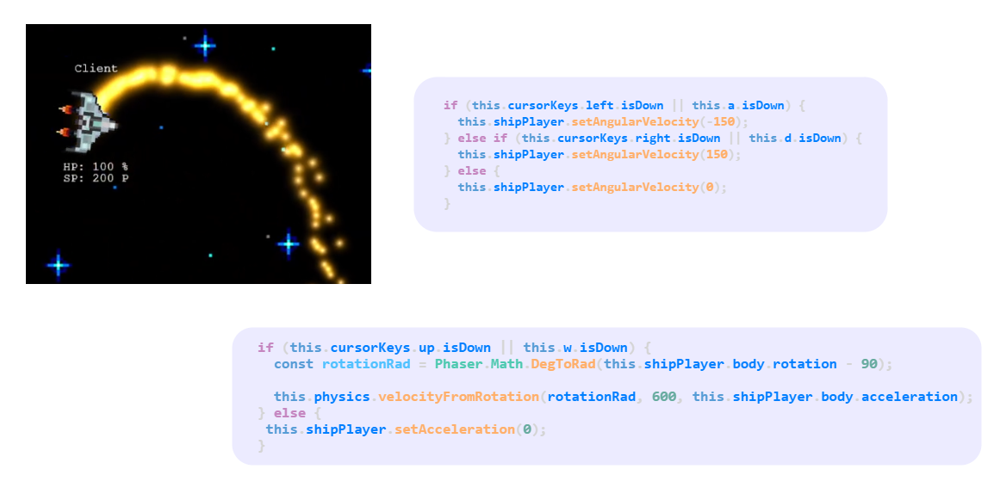 Client
HP: 100 %
SP: 200 P
if (this.cursorKeys.left.isDown || this.a.isDown) {
this.shipPlayer.setAngularVelocity(-150);
} else if (this.cursorKeys.right.isDown || this.d.isDown) {
this.shipPlayer.setAngularVelocity(150);
} else {
this.shipPlayer.setAngularVelocity(0);
}
if (this.cursorKeys.up.isDown || this.w.isDown) {
const rotationRad = Phaser.Math.DegToRad(this.shipPlayer.body.rotation - 90);
this.physics.velocityFromRotation(rotationRad, 600, this.shipPlayer.body.acceleration);
} else {
this.shipPlayer.setAcceleration(0);
}